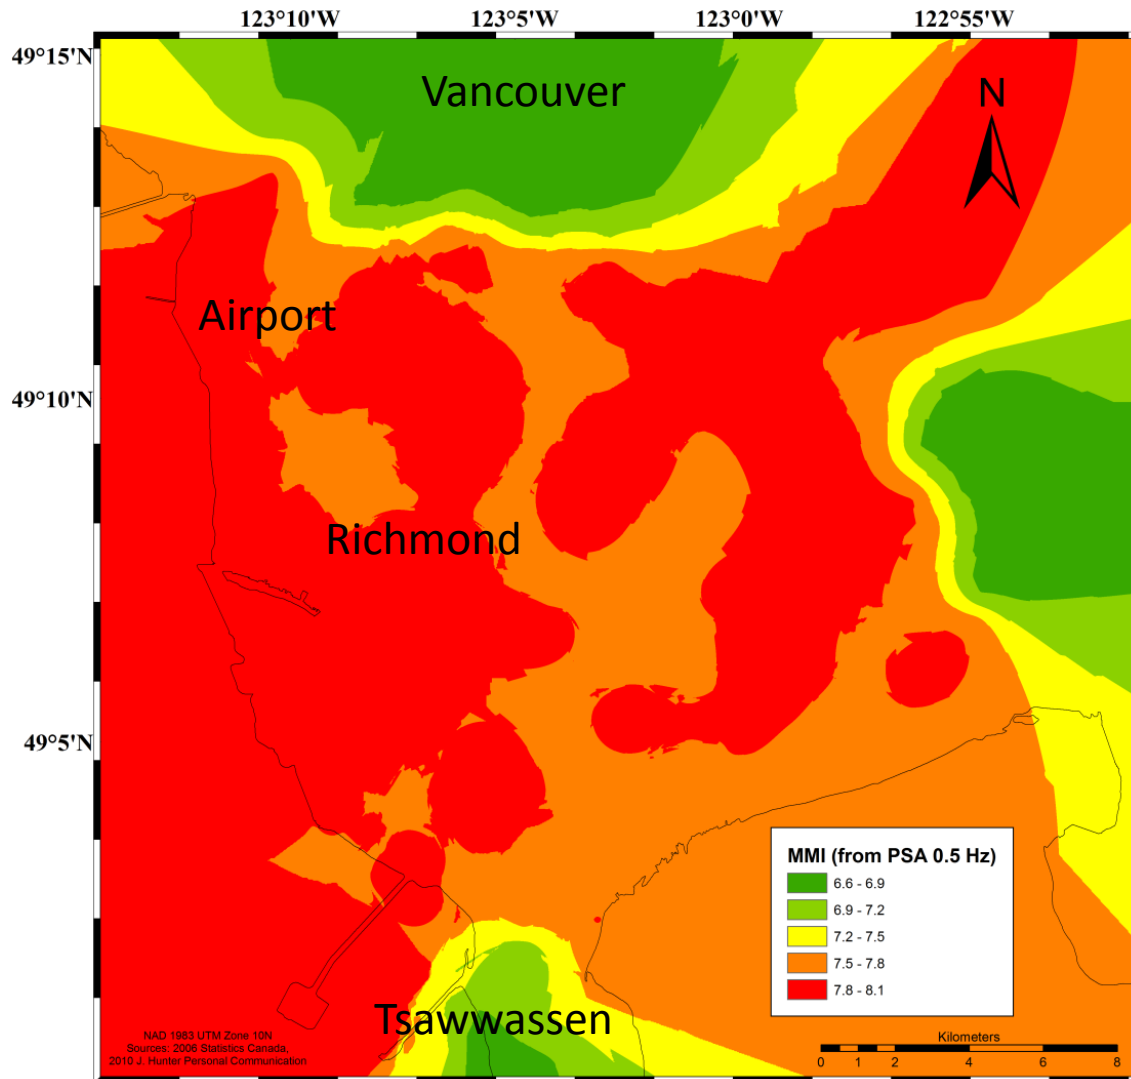 123°10'W 123°5'W 123°0'W 122°55'W
49°15'N
Vancouver
N
Airport
49°10'N
Richmond
49°5'N
MMI (from PSA 0.5 Hz)
6.6 - 6.9
6.9 - 7.2
7.2 - 7.5
7.5 - 7.8
7.8 - 8.1
Tsawwassen
NAD 1983 UTM Zone 10N
Sources: 2006 Statistics Canada,
2010 J. Hunter Personal Communication
Kilometers
0 1 2 4 6 8